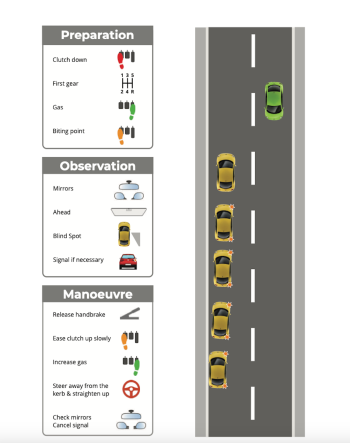 Preparation
Clutch down
First gear
1 3 5
2 4 R
Gas
Biting point
Observation
Mirrors
Ahead
Blind Spot
Signal if necessary
Manoeuvre
Release handbrake
Ease clutch up slowly
Increase gas
Steer away from the
kerb & straighten up
Check mirrors
Cancel signal